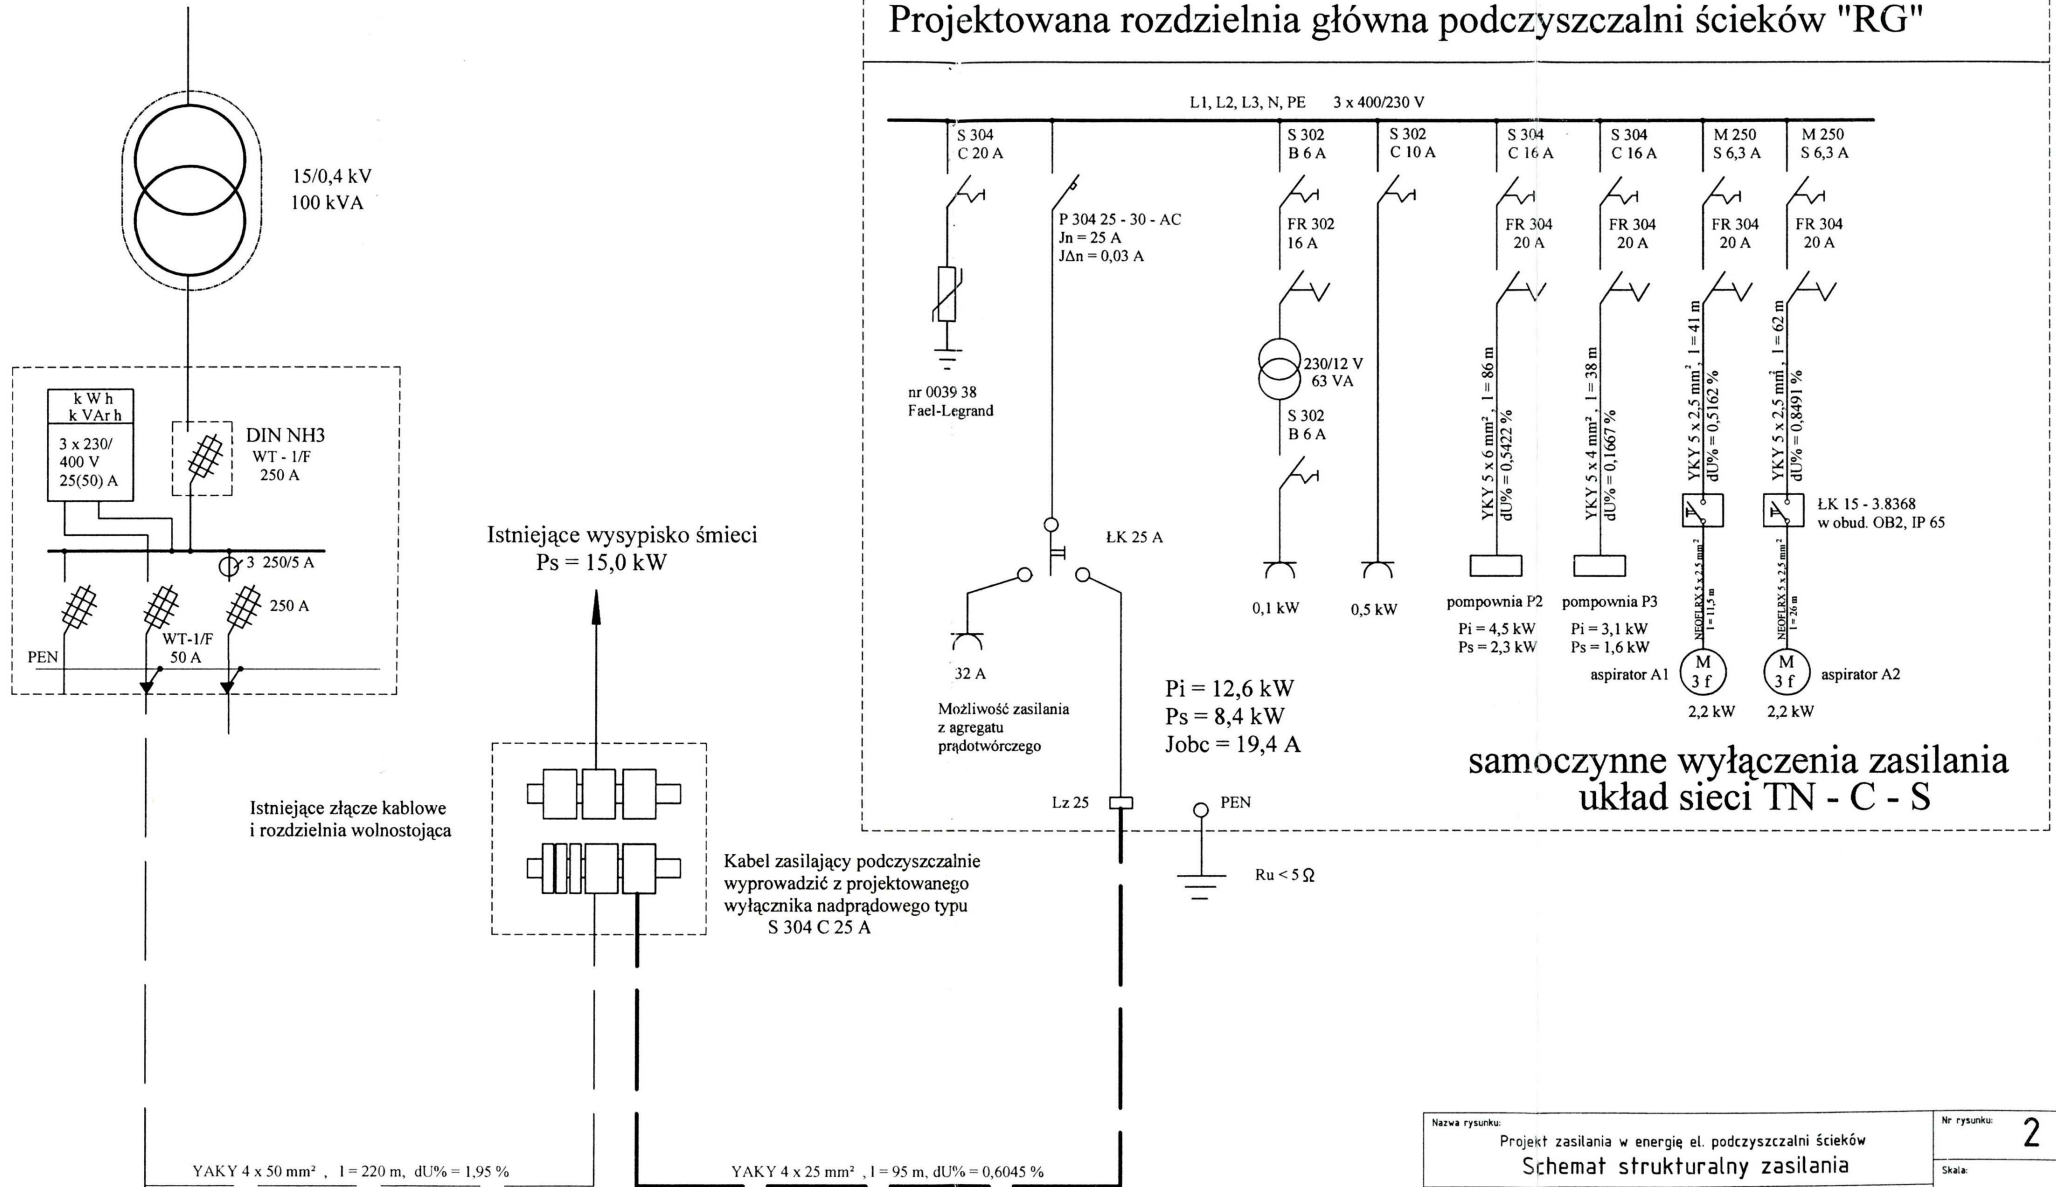 Projektowana rozdzielnia główna podczyszczalni ścieków "RG"
L1, L2, L3, N, PE 3 x 400/230 V
15/0,4 kV
100 kVA
k W h
k VAr h
3 x 230/
400 V
25(50) A
DIN NH3
WT - 1/F
250 A
3 250/5 A
250 A
WT-1/F
50 A
PEN
Istniejące złącze kablowe
i rozdzielnia wolnostojąca
Istniejące wysypisko śmieci
Ps = 15,0 kW
Kabel zasilający podczyszczalnie
wyprowadzić z projektowanego
wyłącznika nadprądowego typu
S 304 C 25 A
S 304
C 20 A
nr 0039 38
Fael-Legrand
P 304 25 - 30 - AC
Jn = 25 A
JΔn = 0,03 A
ŁK 25 A
32 A
Możliwość zasilania
z agregatu
prądotwórczego
Lz 25
PEN
Ru < 5 Ω
Pi = 12,6 kW
Ps = 8,4 kW
Jobc = 19,4 A
S 302
B 6 A
FR 302
16 A
230/12 V
63 VA
S 302
B 6 A
0,1 kW
S 302
C 10 A
0,5 kW
S 304
C 16 A
FR 304
20 A
YKY 5 x 6 mm² , l = 86 m
dU% = 0,5422 %
pompownia P2
Pi = 4,5 kW
Ps = 2,3 kW
S 304
C 16 A
FR 304
20 A
YKY 5 x 4 mm² , l = 38 m
dU% = 0,1667 %
pompownia P3
Pi = 3,1 kW
Ps = 1,6 kW
M 250
S 6,3 A
FR 304
20 A
YKY 5 x 2,5 mm² , l = 41 m
dU% = 0,5162 %
NEOFLRX 5 x 2,5 mm²
l = 11,5 m
aspirator A1
M
3 f
2,2 kW
M 250
S 6,3 A
FR 304
20 A
YKY 5 x 2,5 mm² , l = 62 m
dU% = 0,8491 %
ŁK 15 - 3.8368
w obud. OB2, IP 65
NEOFLRX 5 x 2,5 mm²
l = 26 m
M
3 f
aspirator A2
2,2 kW
samoczynne wyłączenia zasilania
układ sieci TN - C - S
YAKY 4 x 50 mm² , l = 220 m, dU% = 1,95 %
YAKY 4 x 25 mm² , l = 95 m, dU% = 0,6045 %
Nazwa rysunku:
Projekt zasilania w energię el. podczyszczalni ścieków
Schemat strukturalny zasilania
Nr rysunku:
2
Skala: